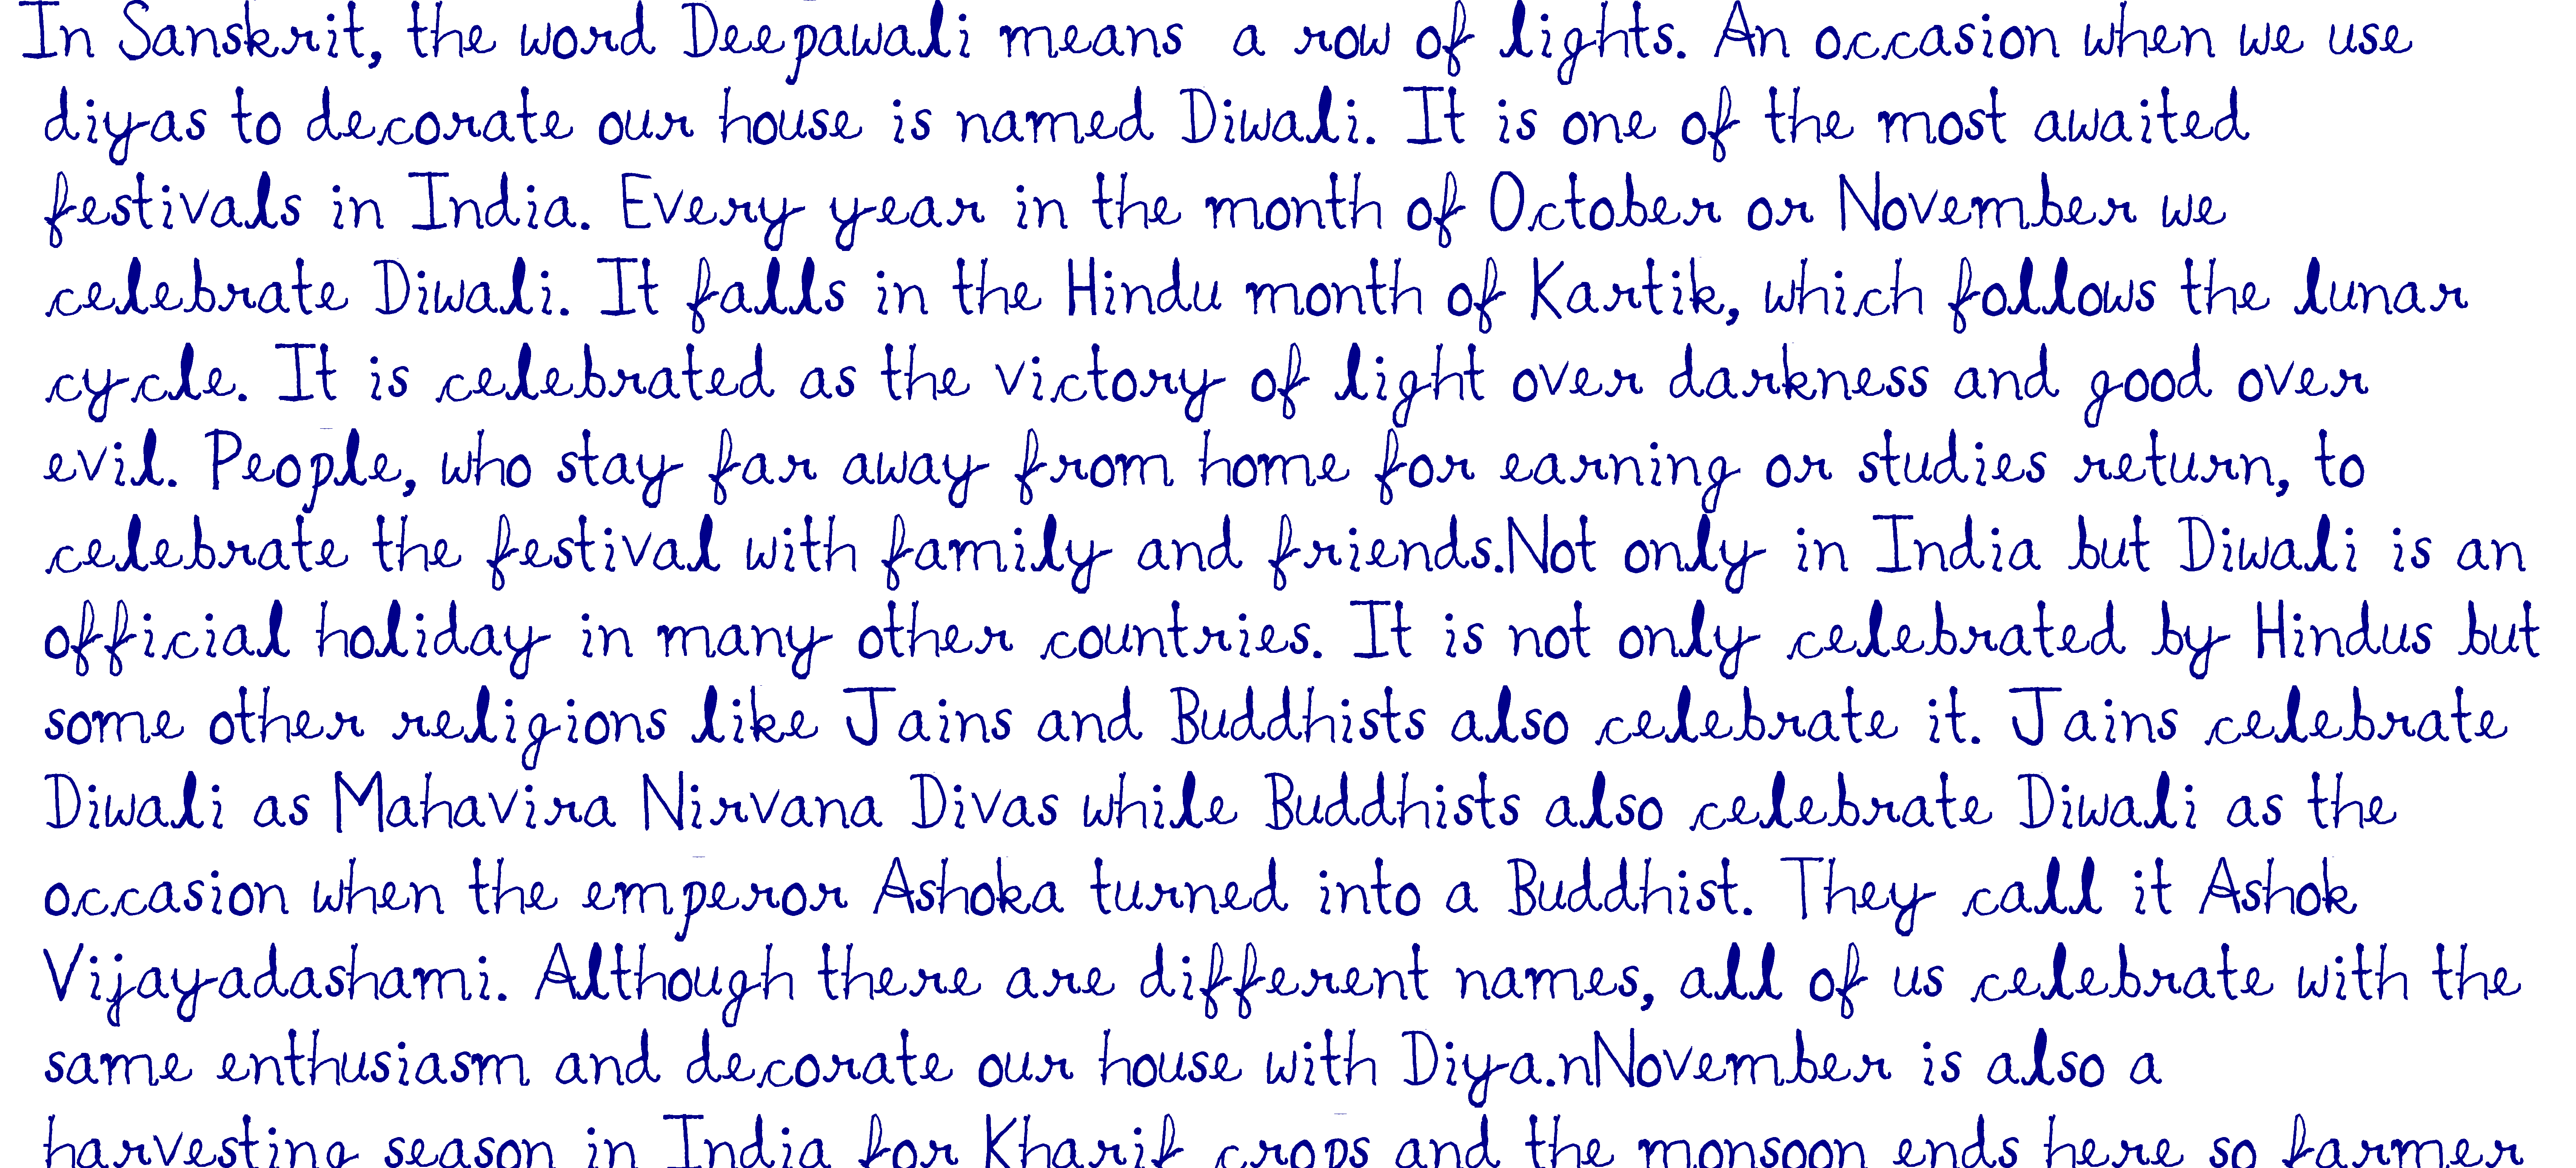 In Sanskrit, the word Deepawali means a row of lights. An occasion when we use
diyas to decorate our house is named Diwali. It is one of the most awaited
festivals in India. Every year in the month of October or November we
celebrate Diwali. It falls in the Hindu month of Kartik, which follows the lunar
cycle. It is celebrated as the victory of light over darkness and good over
evil. People, who stay far away from home for earning or studies return, to
celebrate the festival with family and friends.Not only in India but Diwali is an
official holiday in many other countries. It is not only celebrated by Hindus but
some other religions like Jains and Buddhists also celebrate it. Jains celebrate
Diwali as Mahavira Nirvana Divas while Buddhists also celebrate Diwali as the
occasion when the emperor Ashoka turned into a Buddhist. They call it Ashok
Vijayadashami. Although there are different names, all of us celebrate with the
same enthusiasm and decorate our house with Diya.nNovember is also a
harvesting season in India for Kharif crops and the monsoon ends here so farmer